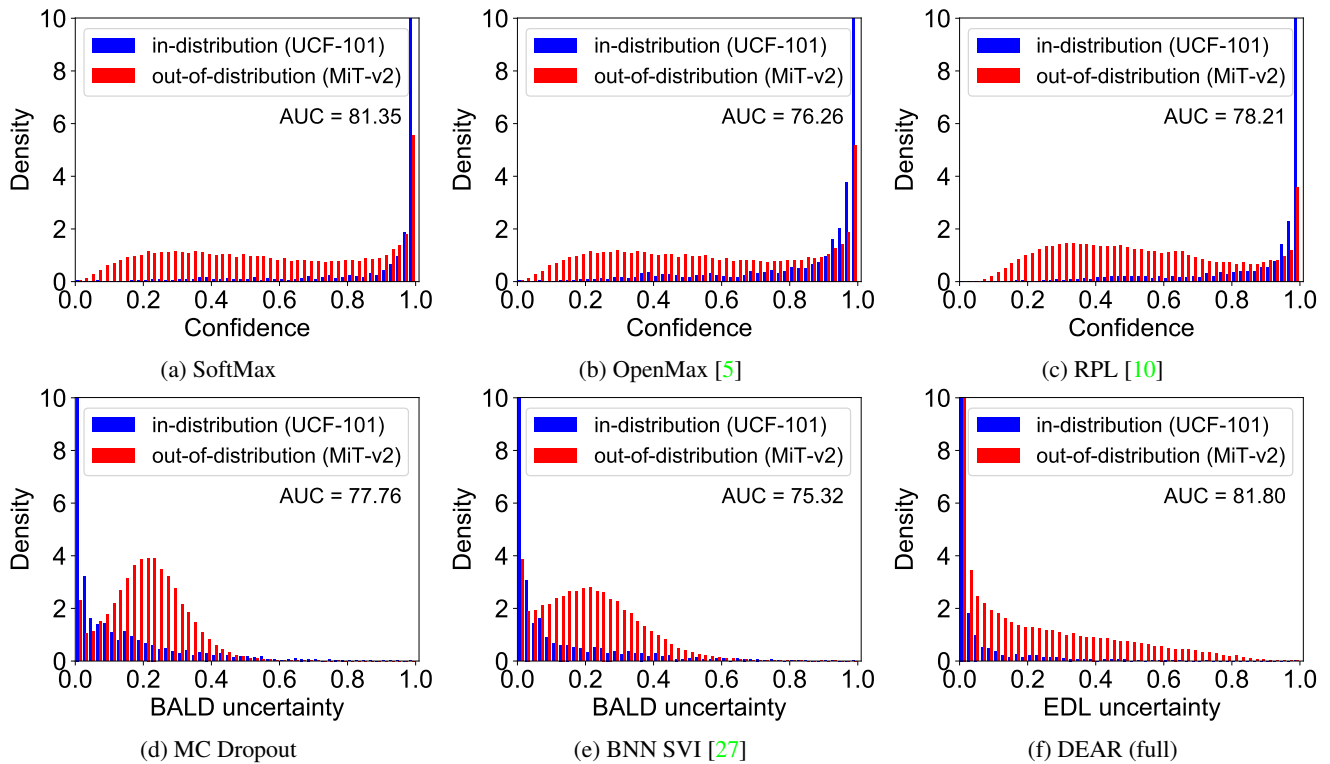 10
8
6
4
2
0
Density
in-distribution (UCF-101)
out-of-distribution (MiT-v2)
AUC = 81.35
0.0 0.2 0.4 0.6 0.8 1.0
Confidence
(a) SoftMax
10
8
6
4
2
0
Density
in-distribution (UCF-101)
out-of-distribution (MiT-v2)
AUC = 76.26
0.0 0.2 0.4 0.6 0.8 1.0
Confidence
(b) OpenMax [5]
10
8
6
4
2
0
Density
in-distribution (UCF-101)
out-of-distribution (MiT-v2)
AUC = 78.21
0.0 0.2 0.4 0.6 0.8 1.0
Confidence
(c) RPL [10]
10
8
6
4
2
0
Density
in-distribution (UCF-101)
out-of-distribution (MiT-v2)
AUC = 77.76
0.0 0.2 0.4 0.6 0.8 1.0
BALD uncertainty
(d) MC Dropout
10
8
6
4
2
0
Density
in-distribution (UCF-101)
out-of-distribution (MiT-v2)
AUC = 75.32
0.0 0.2 0.4 0.6 0.8 1.0
BALD uncertainty
(e) BNN SVI [27]
10
8
6
4
2
0
Density
in-distribution (UCF-101)
out-of-distribution (MiT-v2)
AUC = 81.80
0.0 0.2 0.4 0.6 0.8 1.0
EDL uncertainty
(f) DEAR (full)